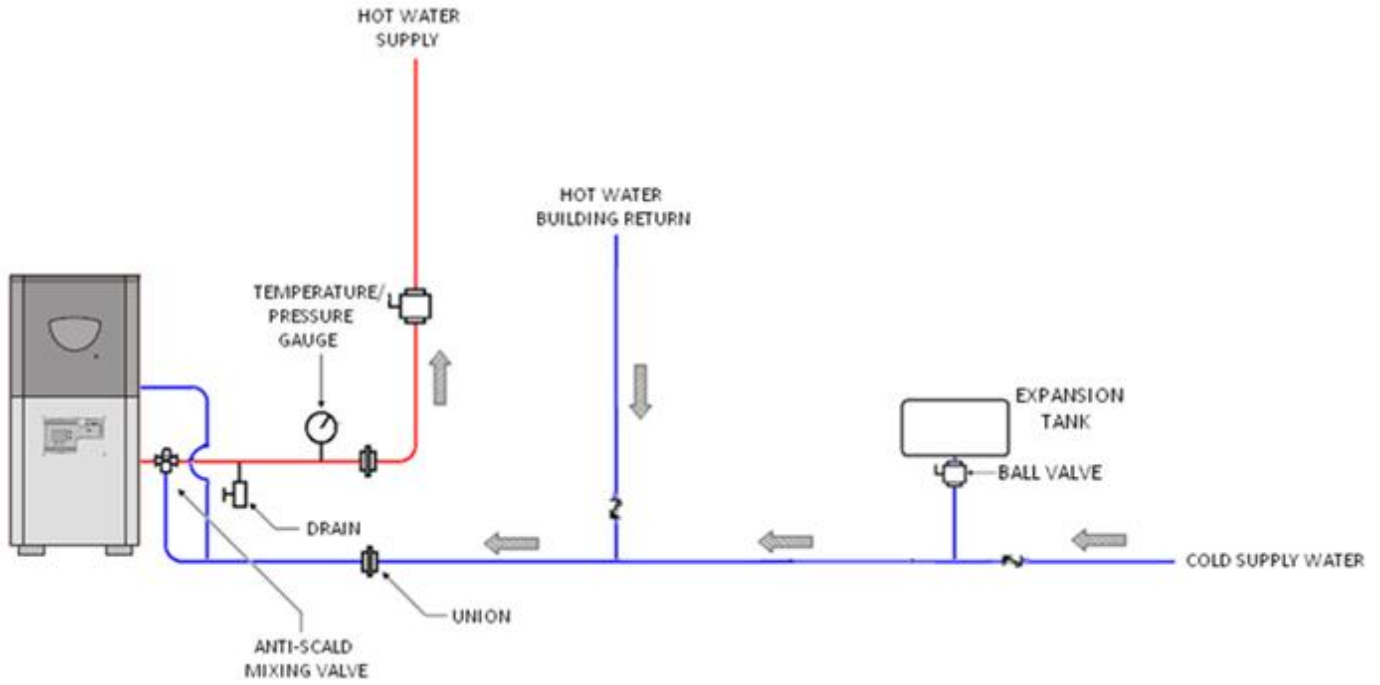 HOT WATER
SUPPLY
HOT WATER
BUILDING RETURN
TEMPERATURE/
PRESSURE
GAUGE
EXPANSION
TANK
BALL VALVE
DRAIN
COLD SUPPLY WATER
UNION
ANTI-SCALD
MIXING VALVE